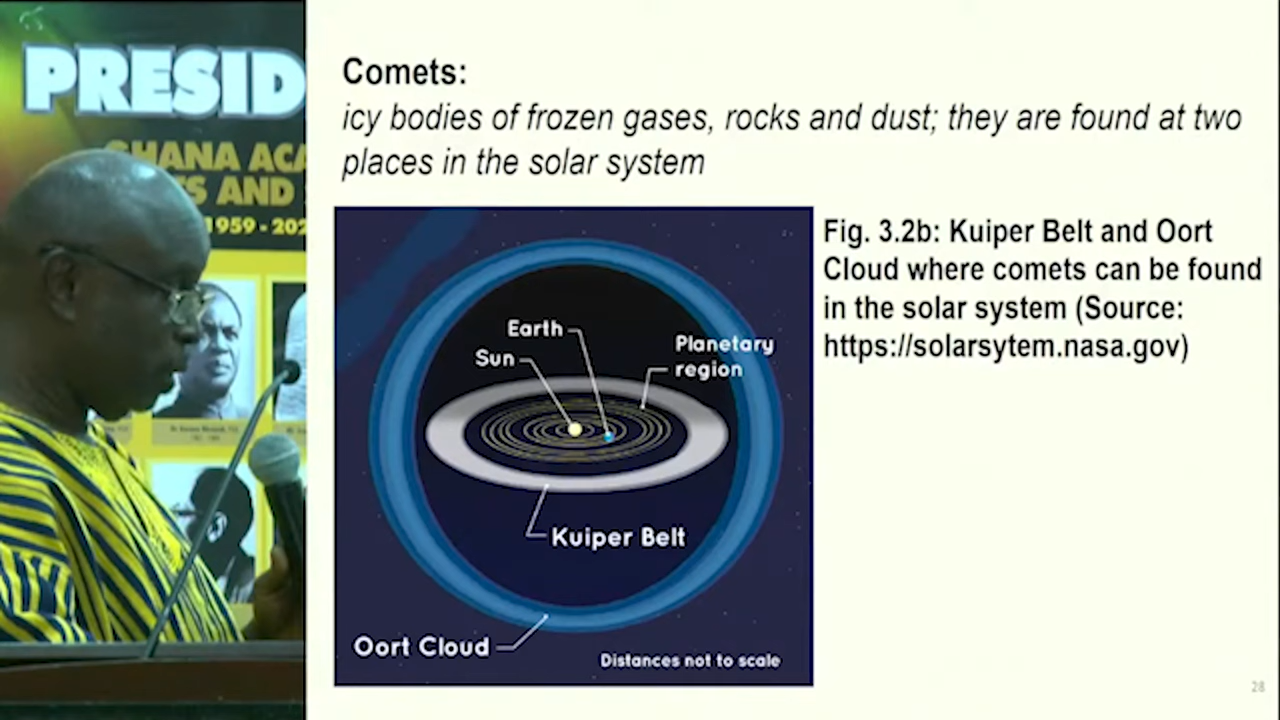 PRESID
GHANA ACA
TS AND
1959 - 202
Comets:
icy bodies of frozen gases, rocks and dust; they are found at two
places in the solar system
Fig. 3.2b: Kuiper Belt and Oort
Cloud where comets can be found
in the solar system (Source:
https://solarsytem.nasa.gov)
Earth
Sun
Planetary
region
Kuiper Belt
Oort Cloud
Distances not to scale
28